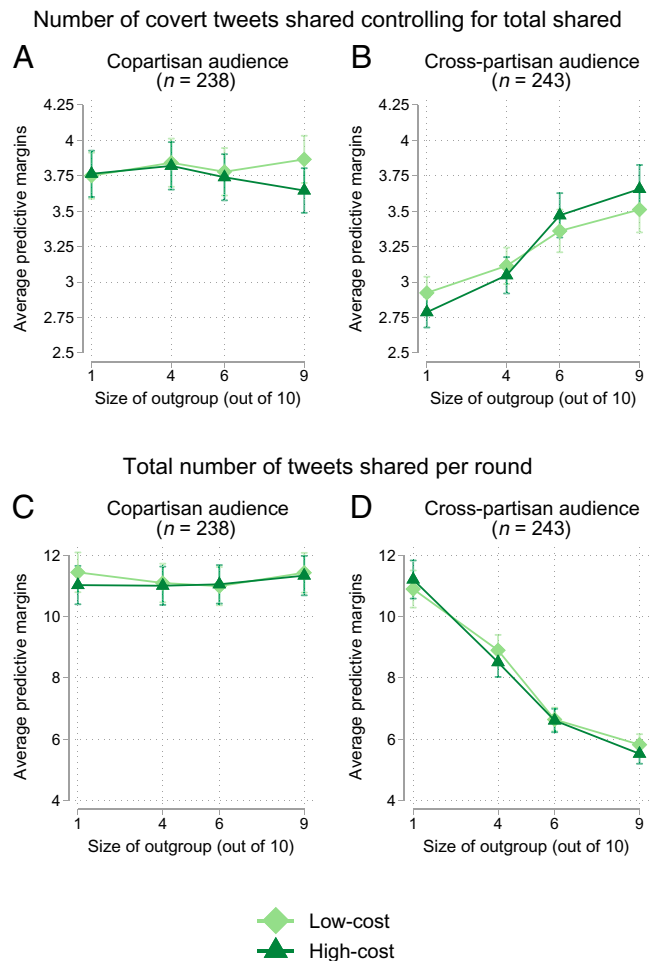 Number of covert tweets shared controlling for total shared
A
Copartisan audience
(n = 238)
Average predictive margins
4.25
4
3.75
3.5
3.25
3
2.75
2.5
1
4
6
9
Size of outgroup (out of 10)
B
Cross-partisan audience
(n = 243)
Average predictive margins
4.25
4
3.75
3.5
3.25
3
2.75
2.5
1
4
6
9
Size of outgroup (out of 10)
Total number of tweets shared per round
C
Copartisan audience
(n = 238)
Average predictive margins
12
10
8
6
4
1
4
6
9
Size of outgroup (out of 10)
D
Cross-partisan audience
(n = 243)
Average predictive margins
12
10
8
6
4
1
4
6
9
Size of outgroup (out of 10)
Low-cost
High-cost